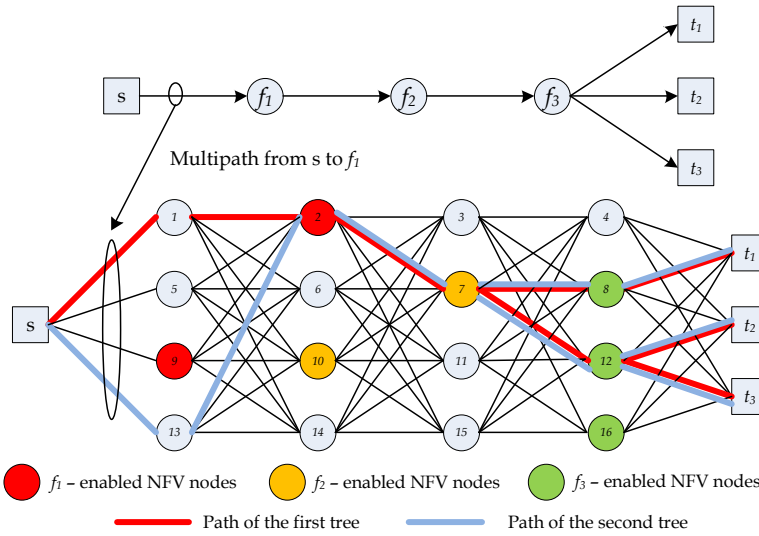 t₁
s
f₁
f₂
f₃
t₂
Multipath from s to f₁
t₃
1
2
3
4
t₁
5
6
7
8
s
t₂
9
10
11
12
t₃
13
14
15
16
f₁ – enabled NFV nodes
f₂ – enabled NFV nodes
f₃ – enabled NFV nodes
Path of the first tree
Path of the second tree